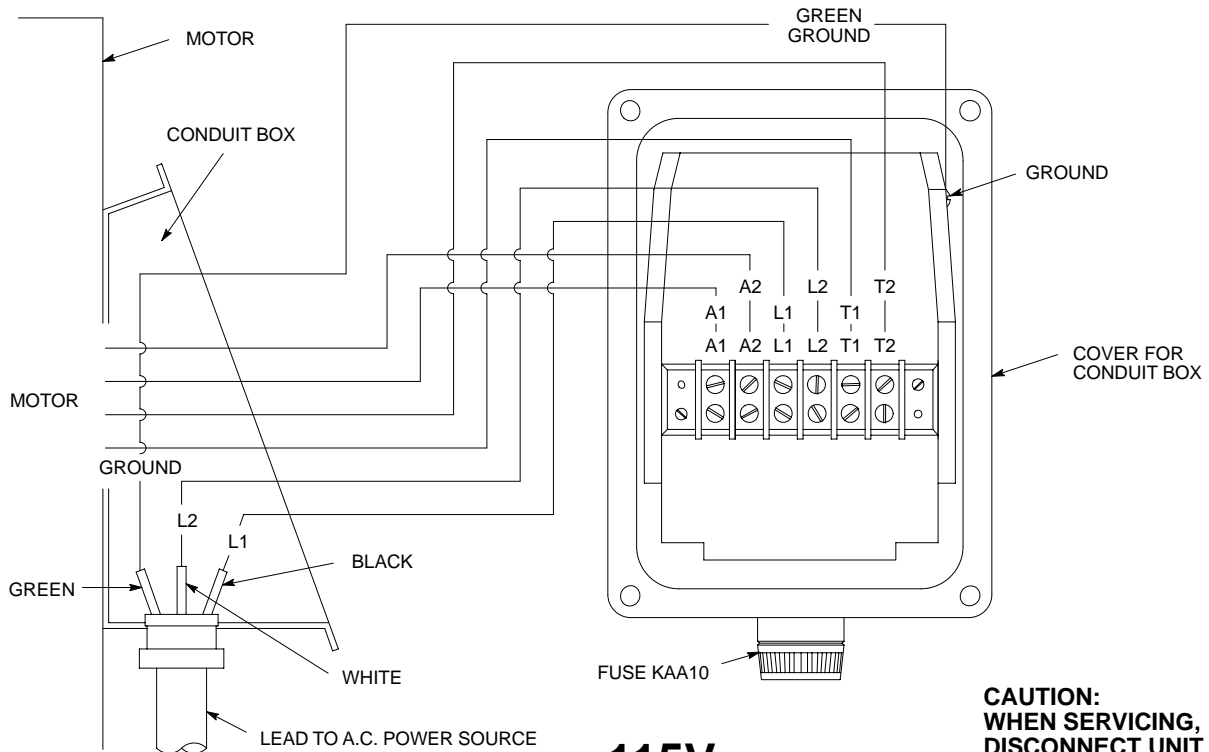 GREEN
GROUND
MOTOR
CONDUIT BOX
GROUND
A2 L2 T2
A1 L1 T1
A1 A2 L1 L2 T1 T2
COVER FOR
CONDUIT BOX
MOTOR
GROUND
L2
L1
BLACK
GREEN
WHITE
FUSE KAA10
LEAD TO A.C. POWER SOURCE
115V
CAUTION:
WHEN SERVICING,
DISCONNECT UNIT